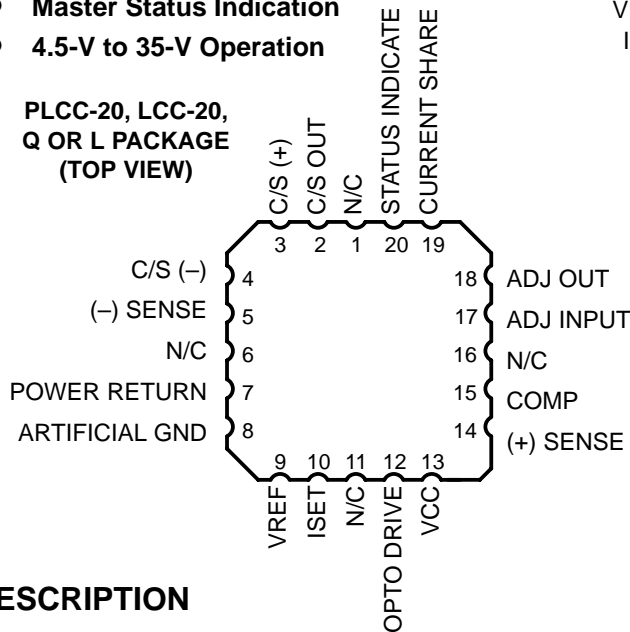 Master Status Indication
4.5-V to 35-V Operation
V
I
PLCC-20, LCC-20,
Q OR L PACKAGE
(TOP VIEW)
C/S (+)
C/S OUT
N/C
STATUS INDICATE
CURRENT SHARE
3 2 1 20 19
C/S (–) 4
(–) SENSE 5
N/C 6
POWER RETURN 7
ARTIFICIAL GND 8
18 ADJ OUT
17 ADJ INPUT
16 N/C
15 COMP
14 (+) SENSE
9 10 11 12 13
VREF
ISET
N/C
OPTO DRIVE
VCC
ESCRIPTION